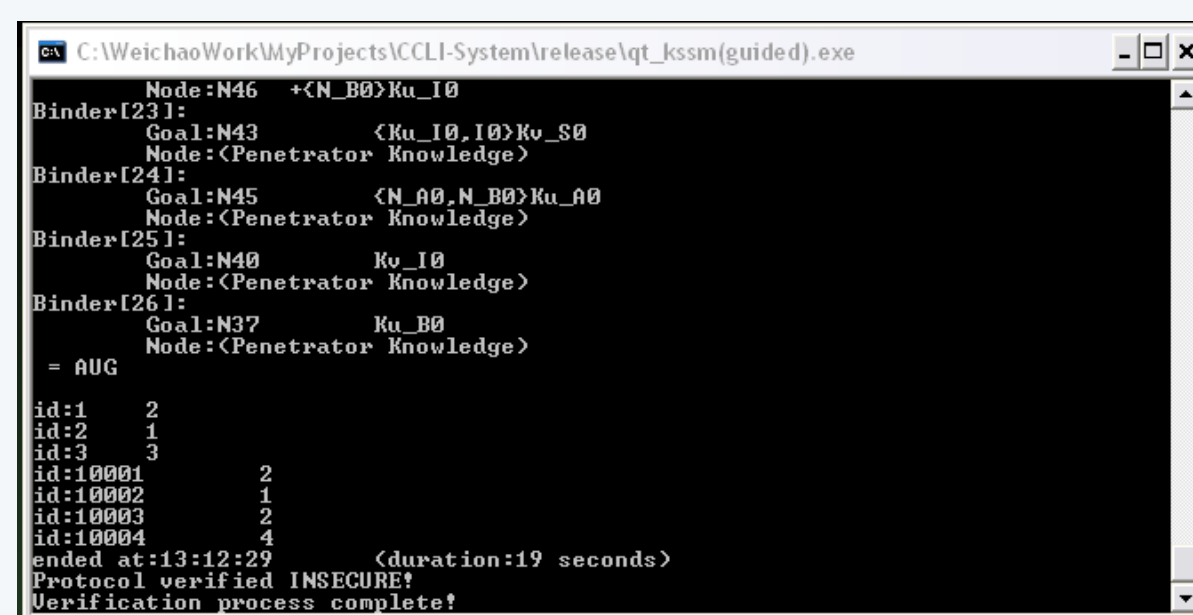 C:\WeichaoWork\MyProjects\CCLI-System\release\qt_kssm(guided).exe
Node:N46 +{N_B0}Ku_I0
Binder[23]:
Goal:N43 {Ku_I0,I0}Kv_S0
Node:(Penetrator Knowledge)
Binder[24]:
Goal:N45 {N_A0,N_B0}Ku_A0
Node:(Penetrator Knowledge)
Binder[25]:
Goal:N40 Kv_I0
Node:(Penetrator Knowledge)
Binder[26]:
Goal:N37 Ku_B0
Node:(Penetrator Knowledge)
= AUG
id:1 2
id:2 1
id:3 3
id:10001 2
id:10002 1
id:10003 2
id:10004 4
ended at:13:12:29 (duration:19 seconds)
Protocol verified INSECURE!
Verification process complete!